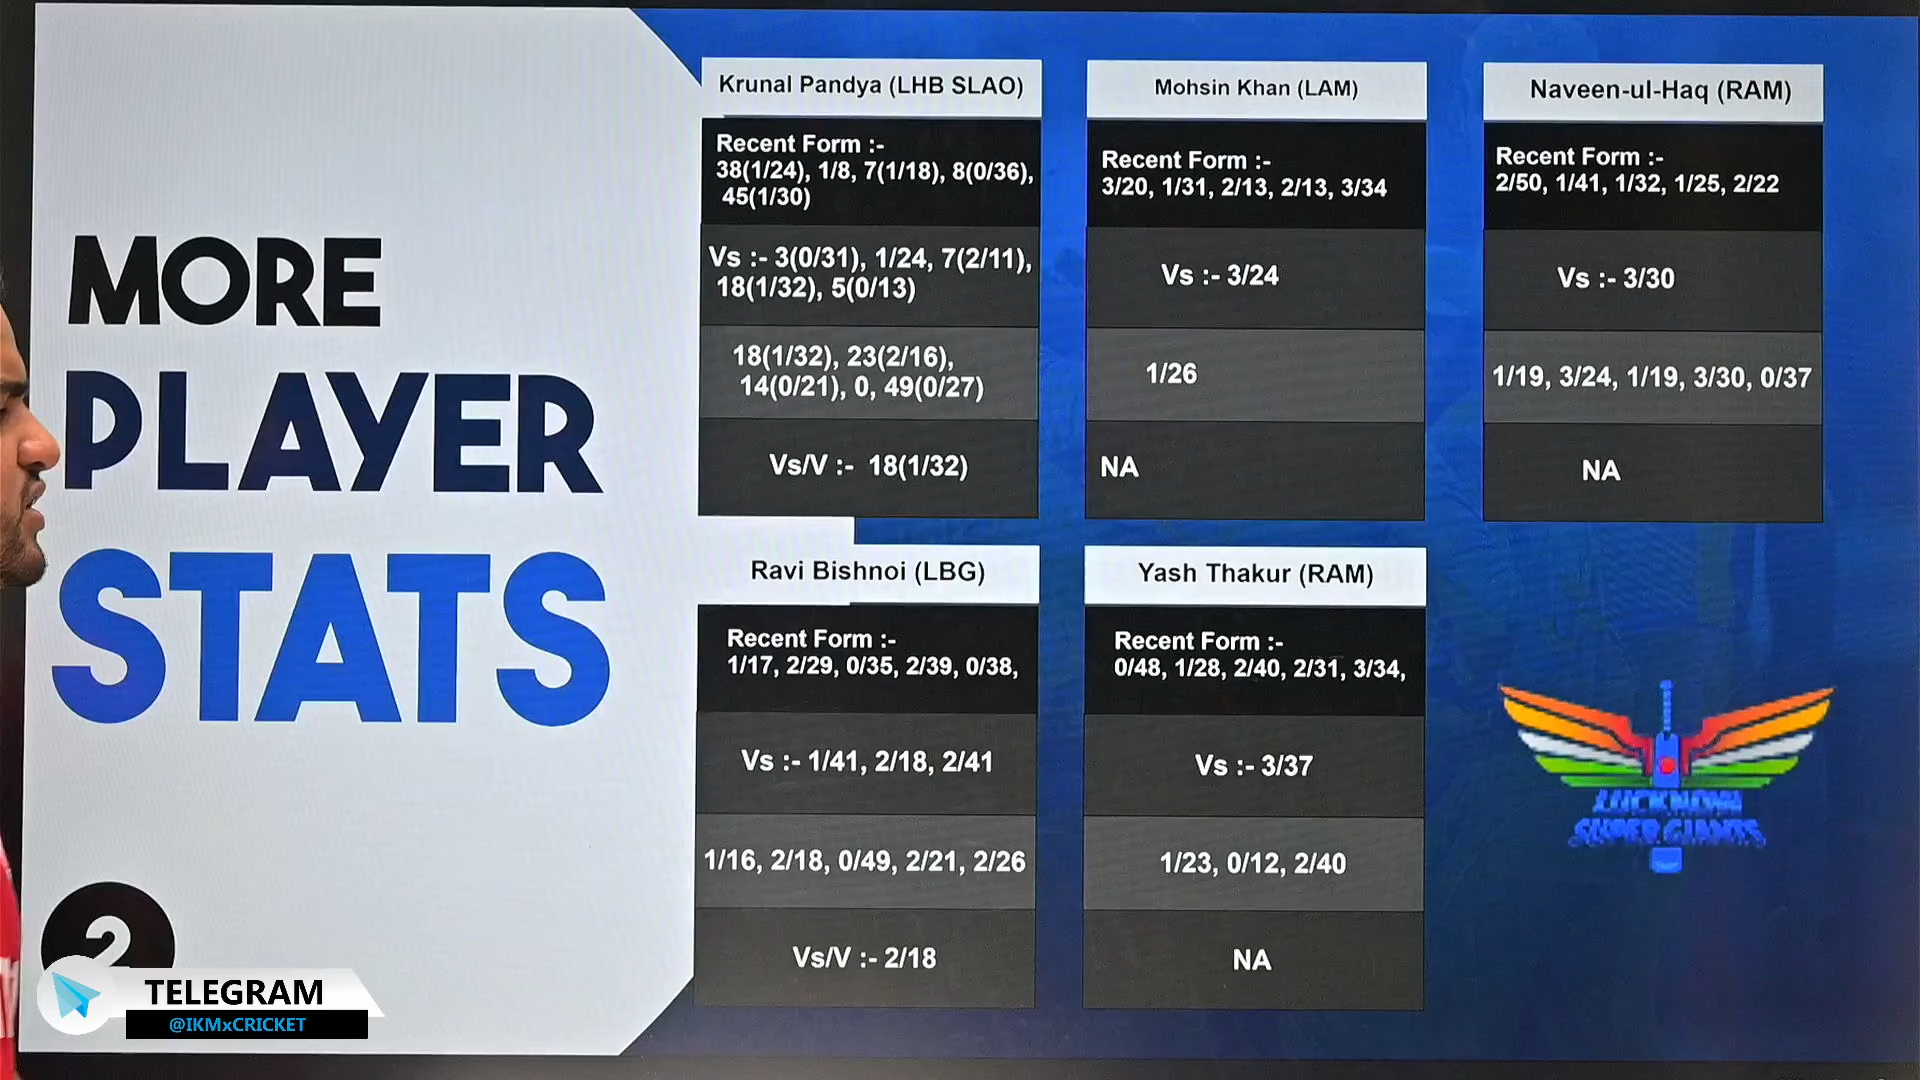 MORE
PLAYER
STATS
2
TELEGRAM
@IKMxCRICKET
Krunal Pandya (LHB SLAO)
Recent Form :-
38(1/24), 1/8, 7(1/18), 8(0/36),
45(1/30)
Vs :- 3(0/31), 1/24, 7(2/11),
18(1/32), 5(0/13)
18(1/32), 23(2/16),
14(0/21), 0, 49(0/27)
Vs/V :- 18(1/32)
Mohsin Khan (LAM)
Recent Form :-
3/20, 1/31, 2/13, 2/13, 3/34
Vs :- 3/24
1/26
NA
Naveen-ul-Haq (RAM)
Recent Form :-
2/50, 1/41, 1/32, 1/25, 2/22
Vs :- 3/30
1/19, 3/24, 1/19, 3/30, 0/37
NA
Ravi Bishnoi (LBG)
Recent Form :-
1/17, 2/29, 0/35, 2/39, 0/38,
Vs :- 1/41, 2/18, 2/41
1/16, 2/18, 0/49, 2/21, 2/26
Vs/V :- 2/18
Yash Thakur (RAM)
Recent Form :-
0/48, 1/28, 2/40, 2/31, 3/34,
Vs :- 3/37
1/23, 0/12, 2/40
NA
LUCKNOW
SUPER GIANTS